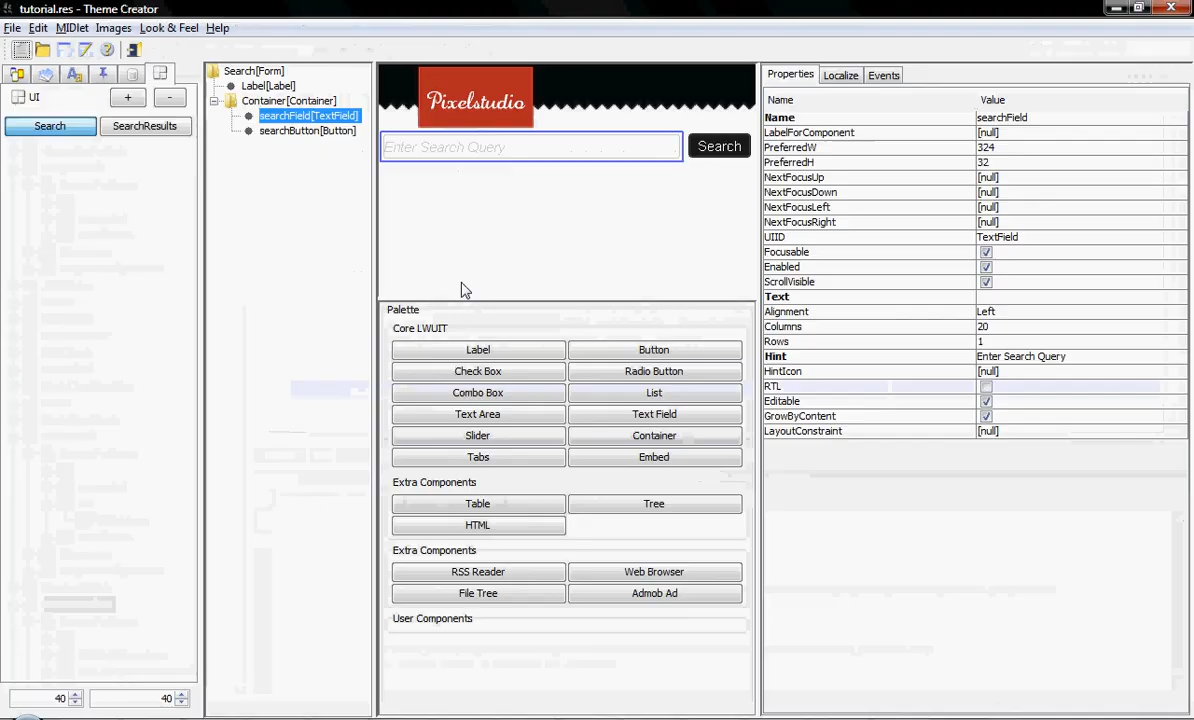 tutorial.res - Theme Creator
File Edit MIDlet Images Look & Feel Help
UI
+ -
Search SearchResults
40 40
Search[Form]
Label[Label]
Container[Container]
searchField[TextField]
searchButton[Button]
Pixelstudio
Enter Search Query Search
Palette
Core LWUIT
Label Button
Check Box Radio Button
Combo Box List
Text Area Text Field
Slider Container
Tabs Embed
Extra Components
Table Tree
HTML
Extra Components
RSS Reader Web Browser
File Tree Admob Ad
User Components
Properties Localize Events
Name Value
Name searchField
LabelForComponent [null]
PreferredW 324
PreferredH 32
NextFocusUp [null]
NextFocusDown [null]
NextFocusLeft [null]
NextFocusRight [null]
UIID TextField
Focusable
Enabled
ScrollVisible
Text
Alignment Left
Columns 20
Rows 1
Hint Enter Search Query
HintIcon [null]
RTL
Editable
GrowByContent
LayoutConstraint [null]